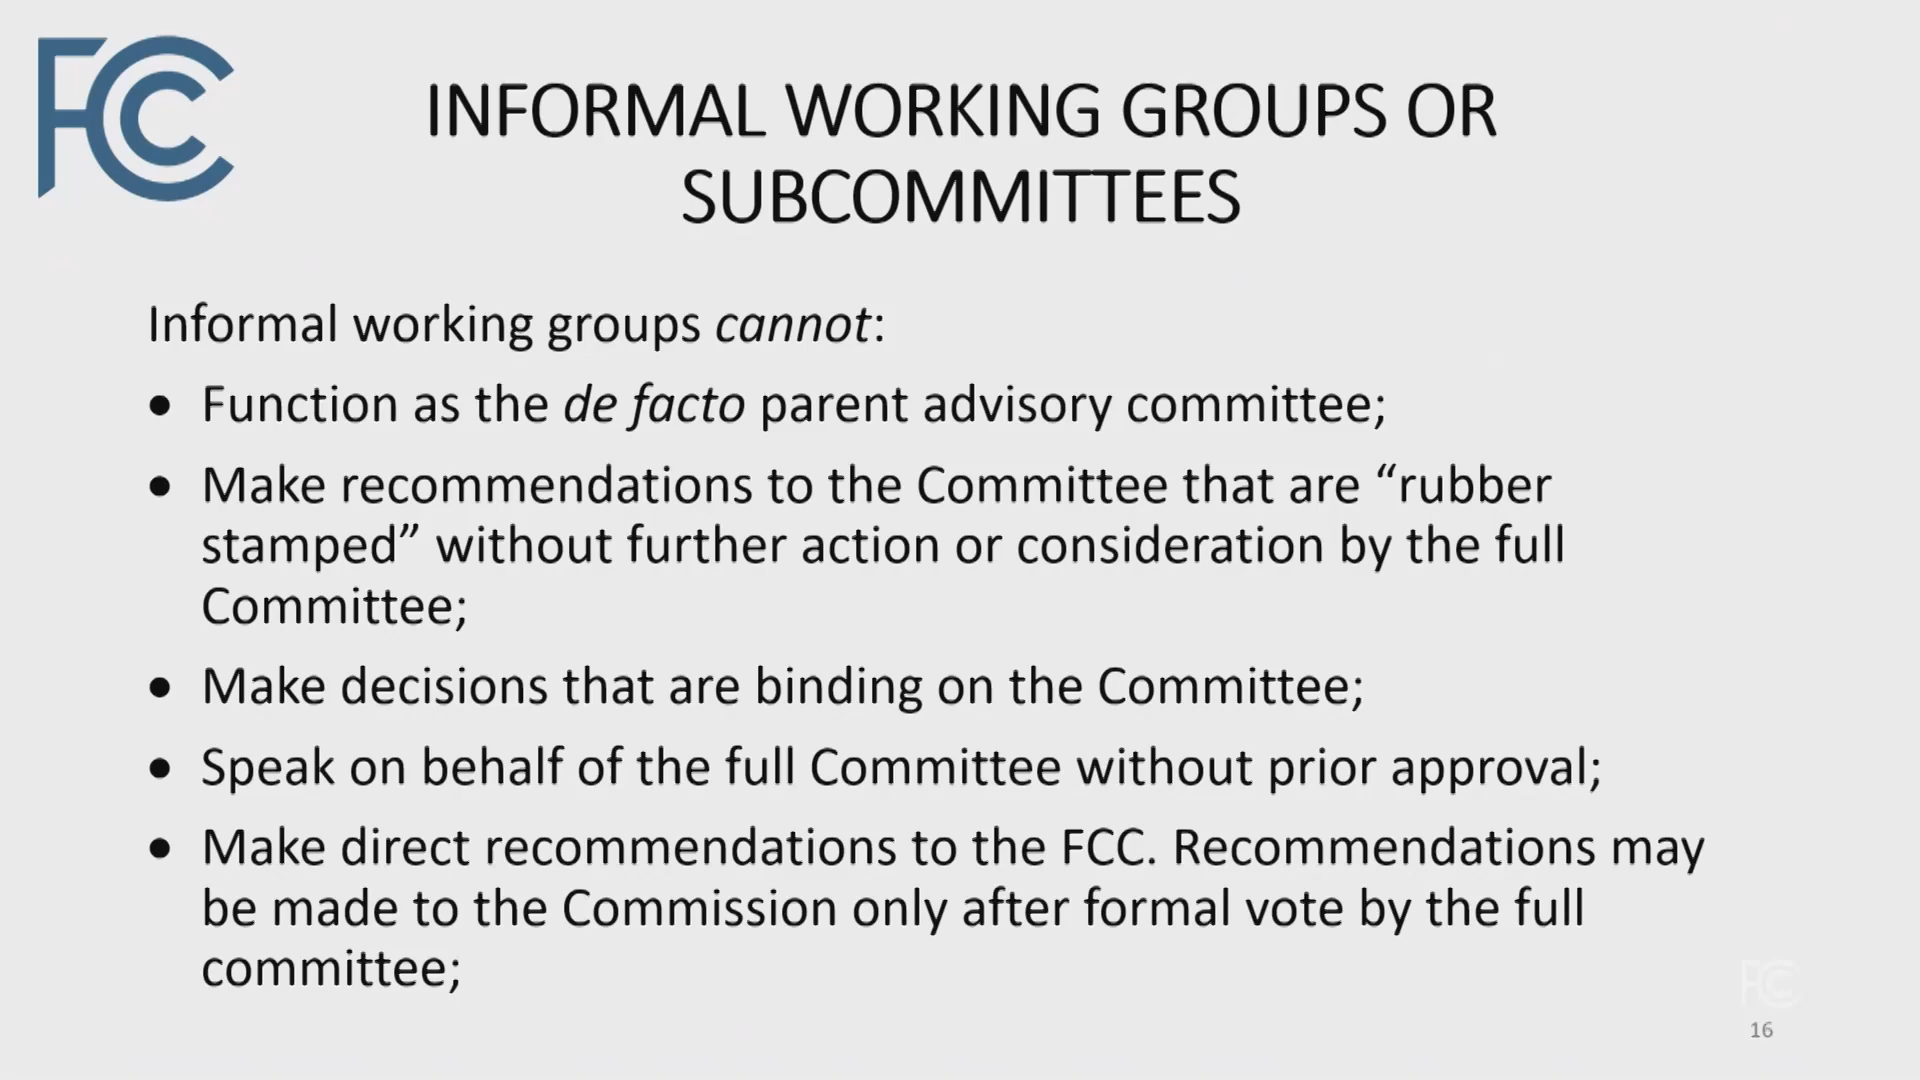 FCC
INFORMAL WORKING GROUPS OR
SUBCOMMITTEES
Informal working groups cannot:
• Function as the de facto parent advisory committee;
• Make recommendations to the Committee that are “rubber
stamped” without further action or consideration by the full
Committee;
• Make decisions that are binding on the Committee;
• Speak on behalf of the full Committee without prior approval;
• Make direct recommendations to the FCC. Recommendations may
be made to the Commission only after formal vote by the full
committee;
FCC
16